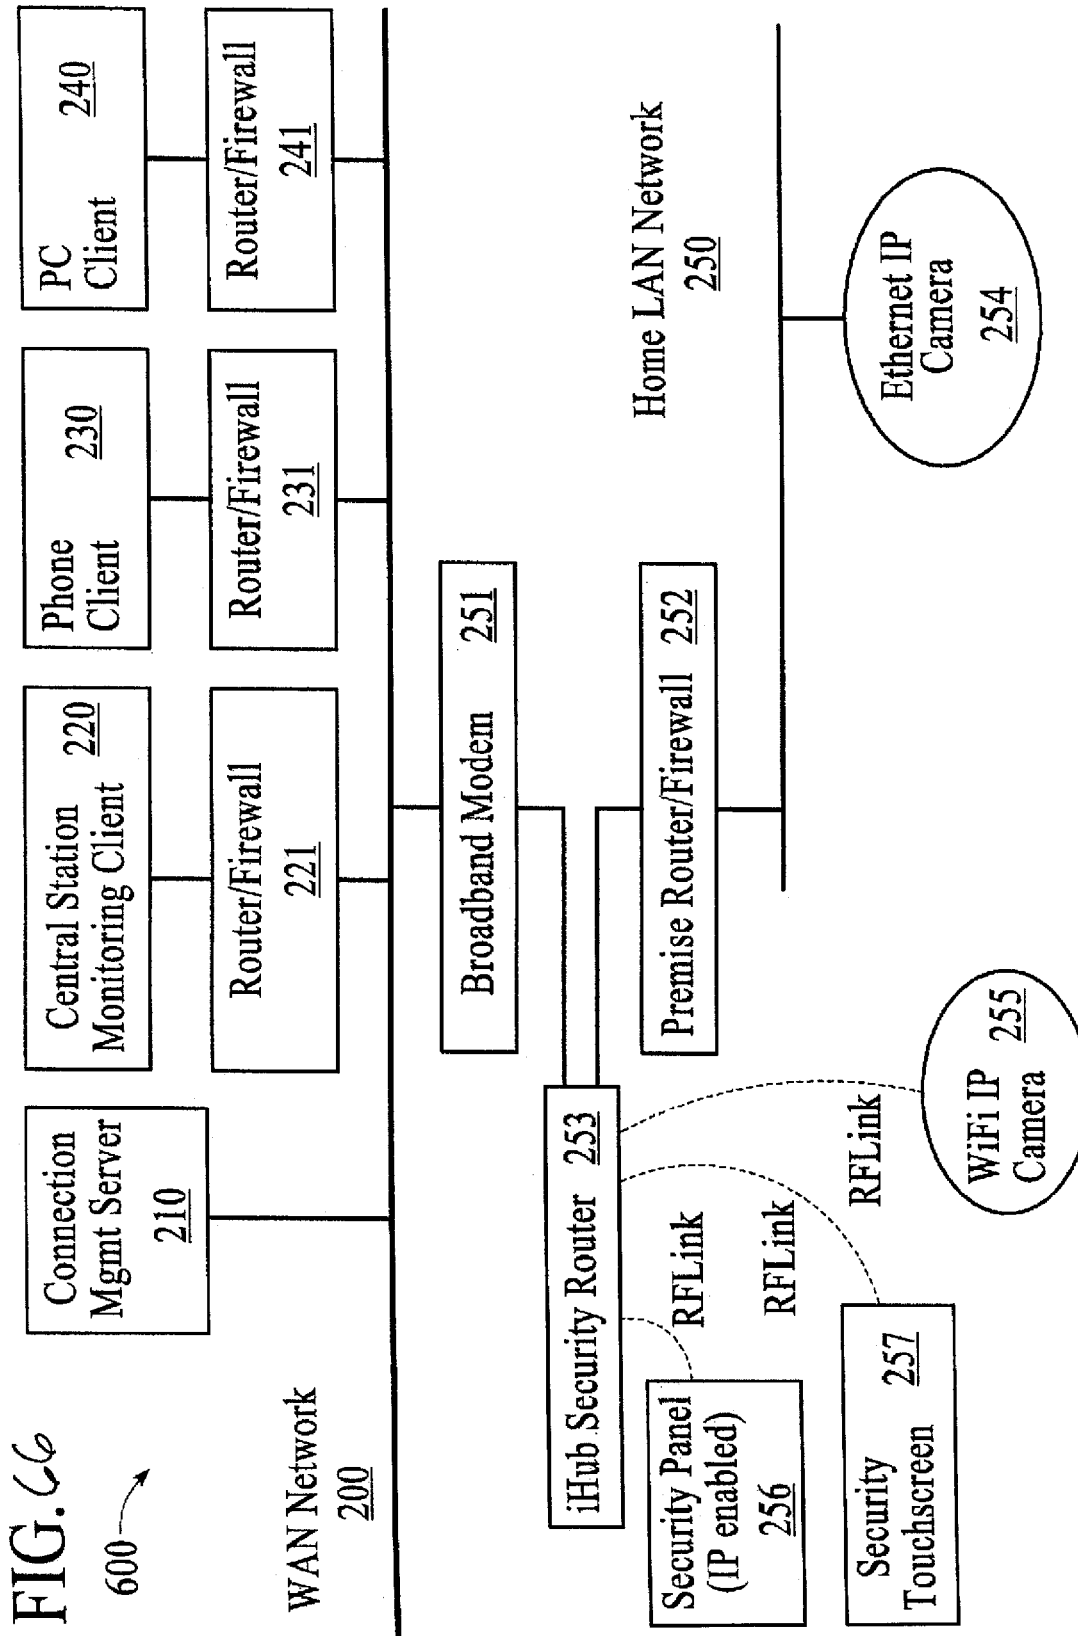 FIG. 66
600
Connection
Mgmt Server
210
Central Station
Monitoring Client
220
Phone
Client
230
PC
Client
240
Router/Firewall
221
Router/Firewall
231
Router/Firewall
241
WAN Network
200
Broadband Modem 251
iHub Security Router 253
Premise Router/Firewall 252
Home LAN Network
250
RFLink
RFLink
RFLink
Security Panel
(IP enabled)
256
Security
Touchscreen
257
WiFi IP
Camera
255
Ethernet IP
Camera
254